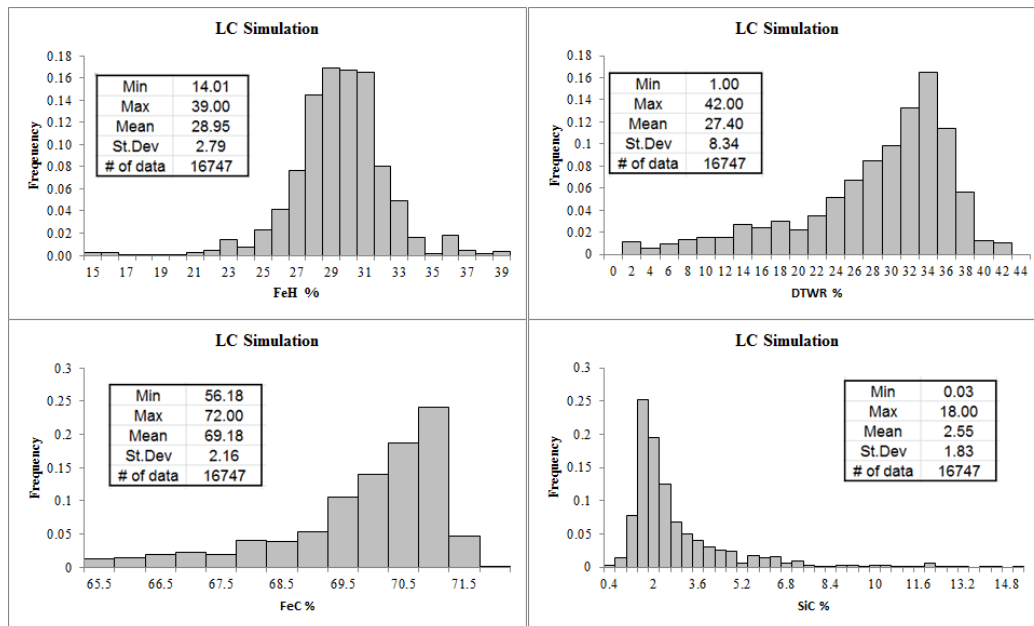 LC Simulation
Min 14.01
Max 39.00
Mean 28.95
St.Dev 2.79
# of data 16747
Freqeuency
0.18
0.16
0.14
0.12
0.10
0.08
0.06
0.04
0.02
0.00
15 17 19 21 23 25 27 29 31 33 35 37 39
FeH %
LC Simulation
Min 1.00
Max 42.00
Mean 27.40
St.Dev 8.34
# of data 16747
Frequency
0.18
0.16
0.14
0.12
0.1
0.08
0.06
0.04
0.02
0
0 2 4 6 8 10 12 14 16 18 20 22 24 26 28 30 32 34 36 38 40 42 44
DTWR %
LC Simulation
Min 56.18
Max 72.00
Mean 69.18
St.Dev 2.16
# of data 16747
Frequency
0.3
0.25
0.2
0.15
0.1
0.05
0
65.5 66.5 67.5 68.5 69.5 70.5 71.5
FeC %
LC Simulation
Min 0.03
Max 18.00
Mean 2.55
St.Dev 1.83
# of data 16747
Frequency
0.3
0.25
0.2
0.15
0.1
0.05
0
0.4 2 3.6 5.2 6.8 8.4 10 11.6 13.2 14.8
SiC %